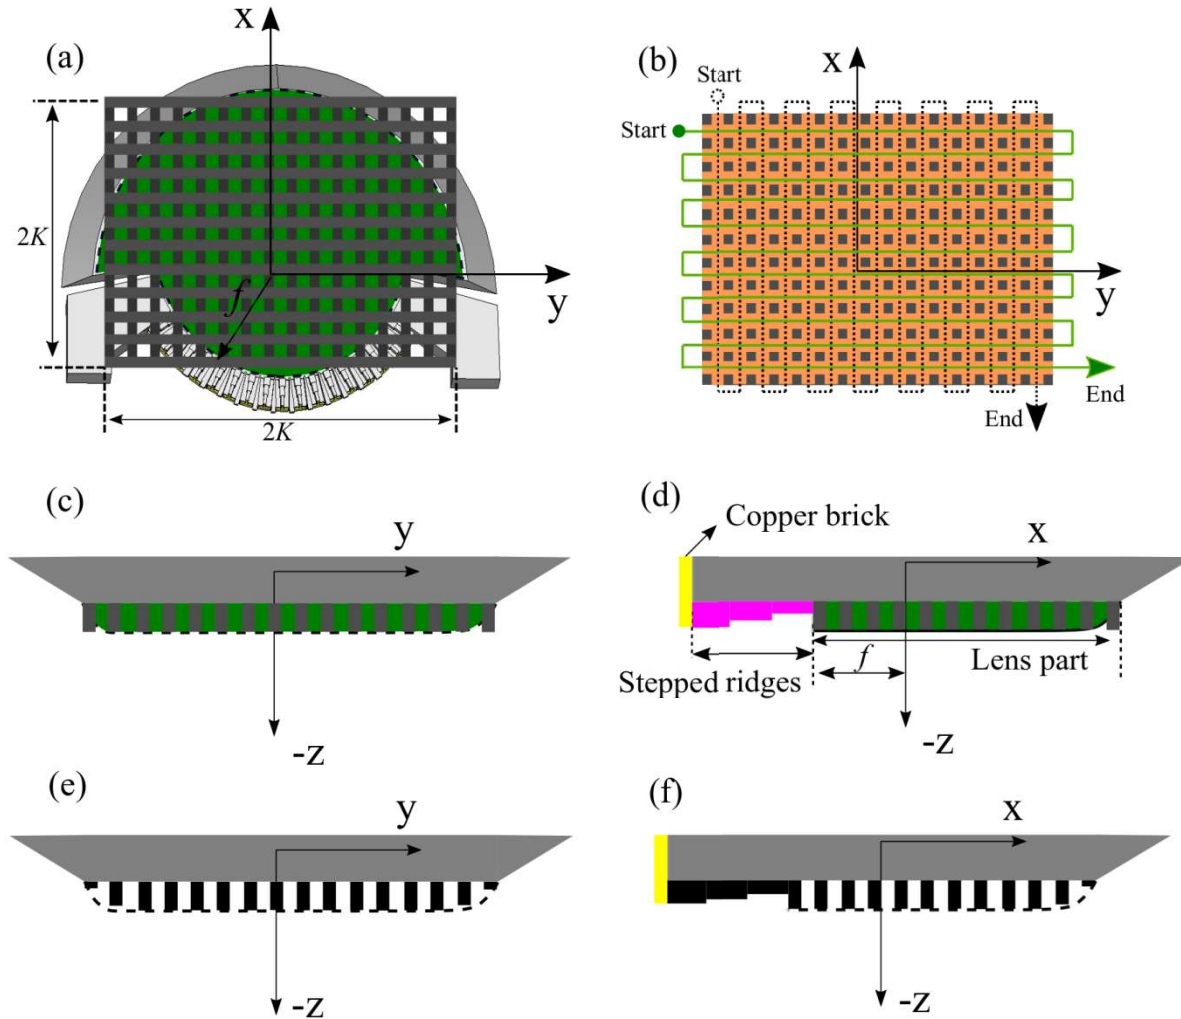 (a)
x
2K
f
y
2K
(b)
Start
x
Start
y
End
End
(c)
y
-z
(d)
Copper brick
x
f
Lens part
Stepped ridges
-z
(e)
y
-z
(f)
x
-z